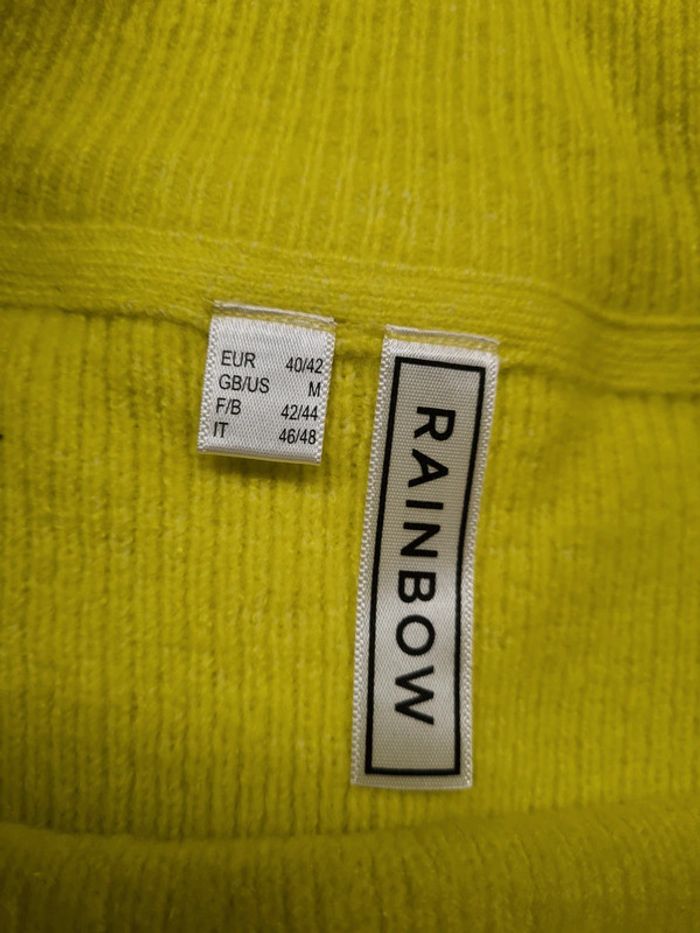 EUR 40/42
GB/US M
F/B 42/44
IT 46/48
RAINBOW